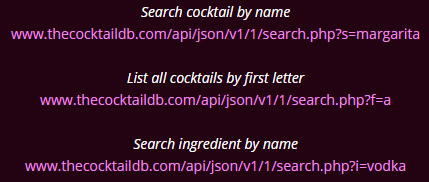 Search cocktail by name
www.thecocktaildb.com/api/json/v1/1/search.php?s=margarita
List all cocktails by first letter
www.thecocktaildb.com/api/json/v1/1/search.php?f=a
Search ingredient by name
www.thecocktaildb.com/api/json/v1/1/search.php?i=vodka